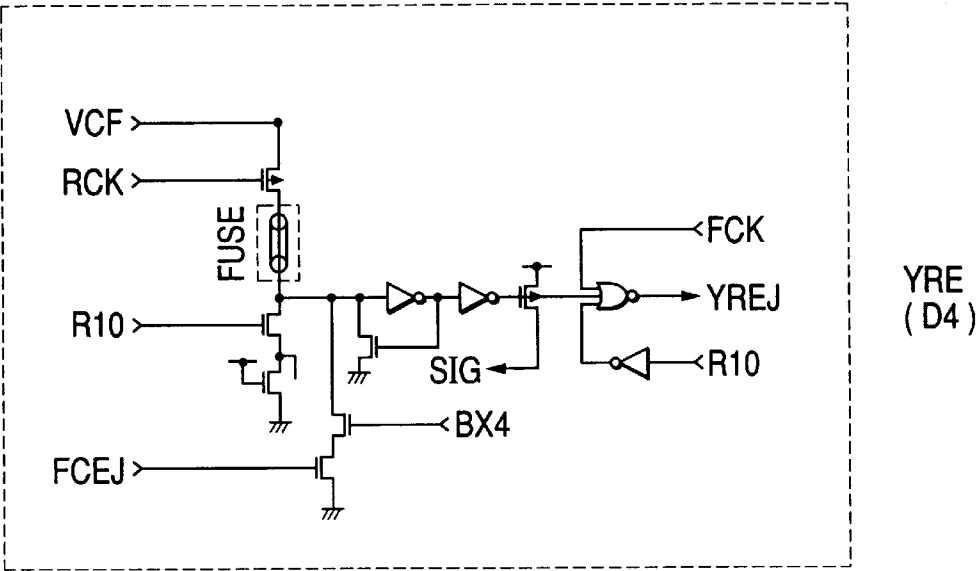 VCF
RCK
FUSE
FCK
YREJ
YRE
( D4 )
R10
SIG
R10
BX4
FCEJ